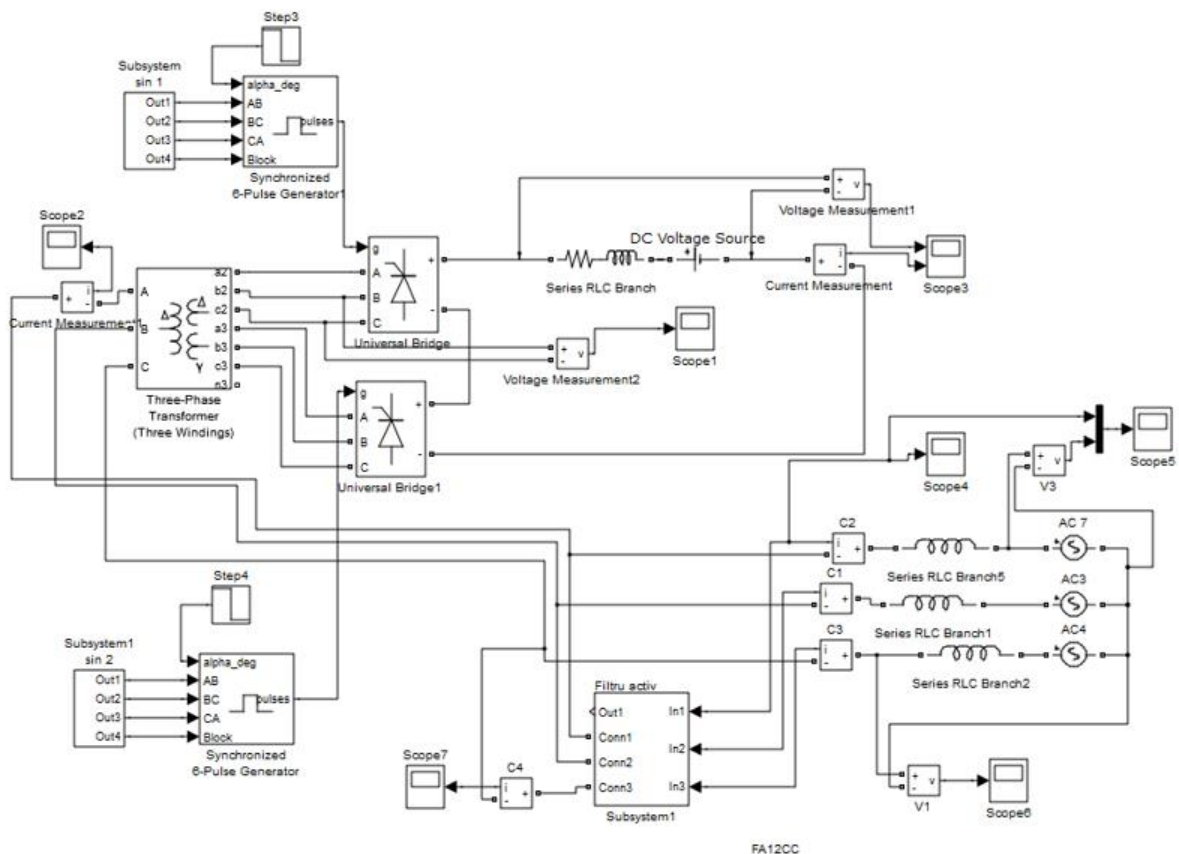 Step3
Subsystem
sin 1
Out1
Out2
Out3
Out4
alpha_deg
AB
BC
CA
Block
pulses
Synchronized
6-Pulse Generator1
Scope2
i
+
-
Current Measurement1
A
B
C
a2
b2
c2
a3
b3
c3
n3
Δ
Δ
Y
Three-Phase
Transformer
(Three Windings)
g
A
B
C
+
-
Universal Bridge
g
A
B
C
+
-
Universal Bridge1
Series RLC Branch
DC Voltage Source
+
+
-
v
Voltage Measurement1
+
i
-
Current Measurement
Scope3
+
-
v
Voltage Measurement2
Scope1
Scope4
+
-
v
V3
Scope5
C2
i
-
+
Series RLC Branch5
AC 7
C1
i
-
+
Series RLC Branch1
AC3
C3
i
-
+
Series RLC Branch2
AC4
Step4
Subsystem1
sin 2
Out1
Out2
Out3
Out4
alpha_deg
AB
BC
CA
Block
pulses
Synchronized
6-Pulse Generator
Scope7
C4
i
-
+
Filtru activ
Out1
Conn1
Conn2
Conn3
In1
In2
In3
Subsystem1
+
-
v
V1
Scope6
FA12CC